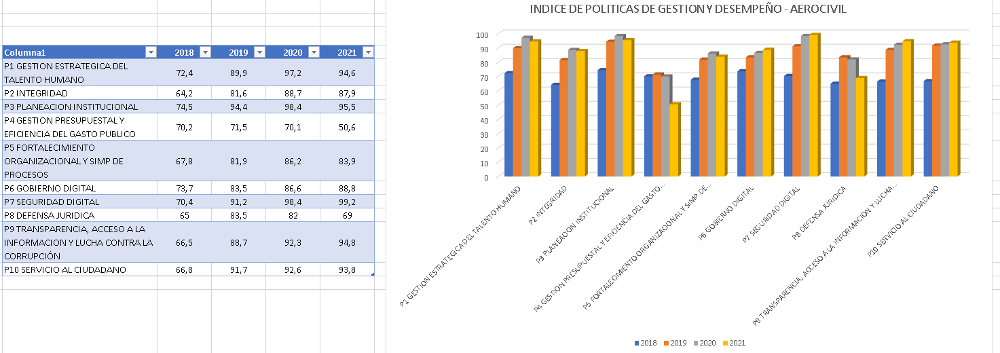 Columna1 2018 2019 2020 2021
P1 GESTION ESTRATEGICA DEL
TALENTO HUMANO 72,4 89,9 97,2 94,6
P2 INTEGRIDAD 64,2 81,6 88,7 87,9
P3 PLANEACION INSTITUCIONAL 74,5 94,4 98,4 95,5
P4 GESTION PRESUPUESTAL Y
EFICIENCIA DEL GASTO PUBLICO 70,2 71,5 70,1 50,6
P5 FORTALECIMIENTO
ORGANIZACIONAL Y SIMP DE
PROCESOS 67,8 81,9 86,2 83,9
P6 GOBIERNO DIGITAL 73,7 83,5 86,6 88,8
P7 SEGURIDAD DIGITAL 70,4 91,2 98,4 99,2
P8 DEFENSA JURIDICA 65 83,5 82 69
P9 TRANSPARENCIA, ACCESO A LA
INFORMACION Y LUCHA CONTRA LA
CORRUPCIÓN 66,5 88,7 92,3 94,8
P10 SERVICIO AL CIUDADANO 66,8 91,7 92,6 93,8
INDICE DE POLITICAS DE GESTION Y DESEMPEÑO - AEROCIVIL
100
90
80
70
60
50
40
30
20
10
0
P1 GESTION ESTRATEGICA DEL TALENTO HUMANO
P2 INTEGRIDAD
P3 PLANEACION INSTITUCIONAL
P4 GESTION PRESUPUESTAL Y EFICIENCIA DEL GASTO...
P5 FORTALECIMIENTO ORGANIZACIONAL Y SIMP DE...
P6 GOBIERNO DIGITAL
P7 SEGURIDAD DIGITAL
P8 DEFENSA JURIDICA
P9 TRANSPARENCIA, ACCESO A LA INFORMACION Y LUCHA...
P10 SERVICIO AL CIUDADANO
2018 2019 2020 2021